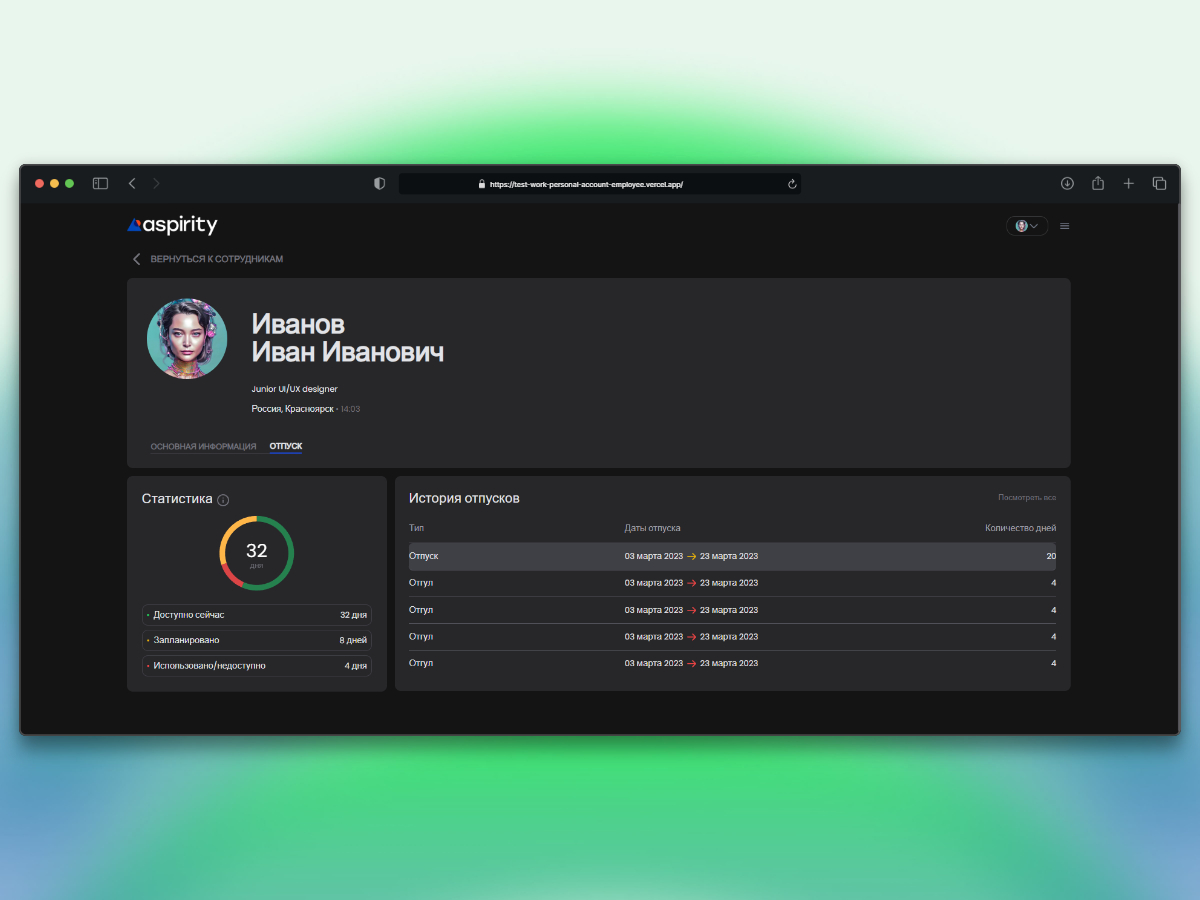 https://test-work-personal-account-employee.vercel.app/
aspirity
ВЕРНУТЬСЯ К СОТРУДНИКАМ
Иванов
Иван Иванович
Junior UI/UX designer
Россия, Красноярск • 14:03
ОСНОВНАЯ ИНФОРМАЦИЯ ОТПУСК
Статистика
32
дня
Доступно сейчас 32 дня
Запланировано 8 дней
Использовано/недоступно 4 дня
История отпусков Посмотреть все
Тип Даты отпуска Количество дней
Отпуск 03 марта 2023 → 23 марта 2023 20
Отгул 03 марта 2023 → 23 марта 2023 4
Отгул 03 марта 2023 → 23 марта 2023 4
Отгул 03 марта 2023 → 23 марта 2023 4
Отгул 03 марта 2023 → 23 марта 2023 4